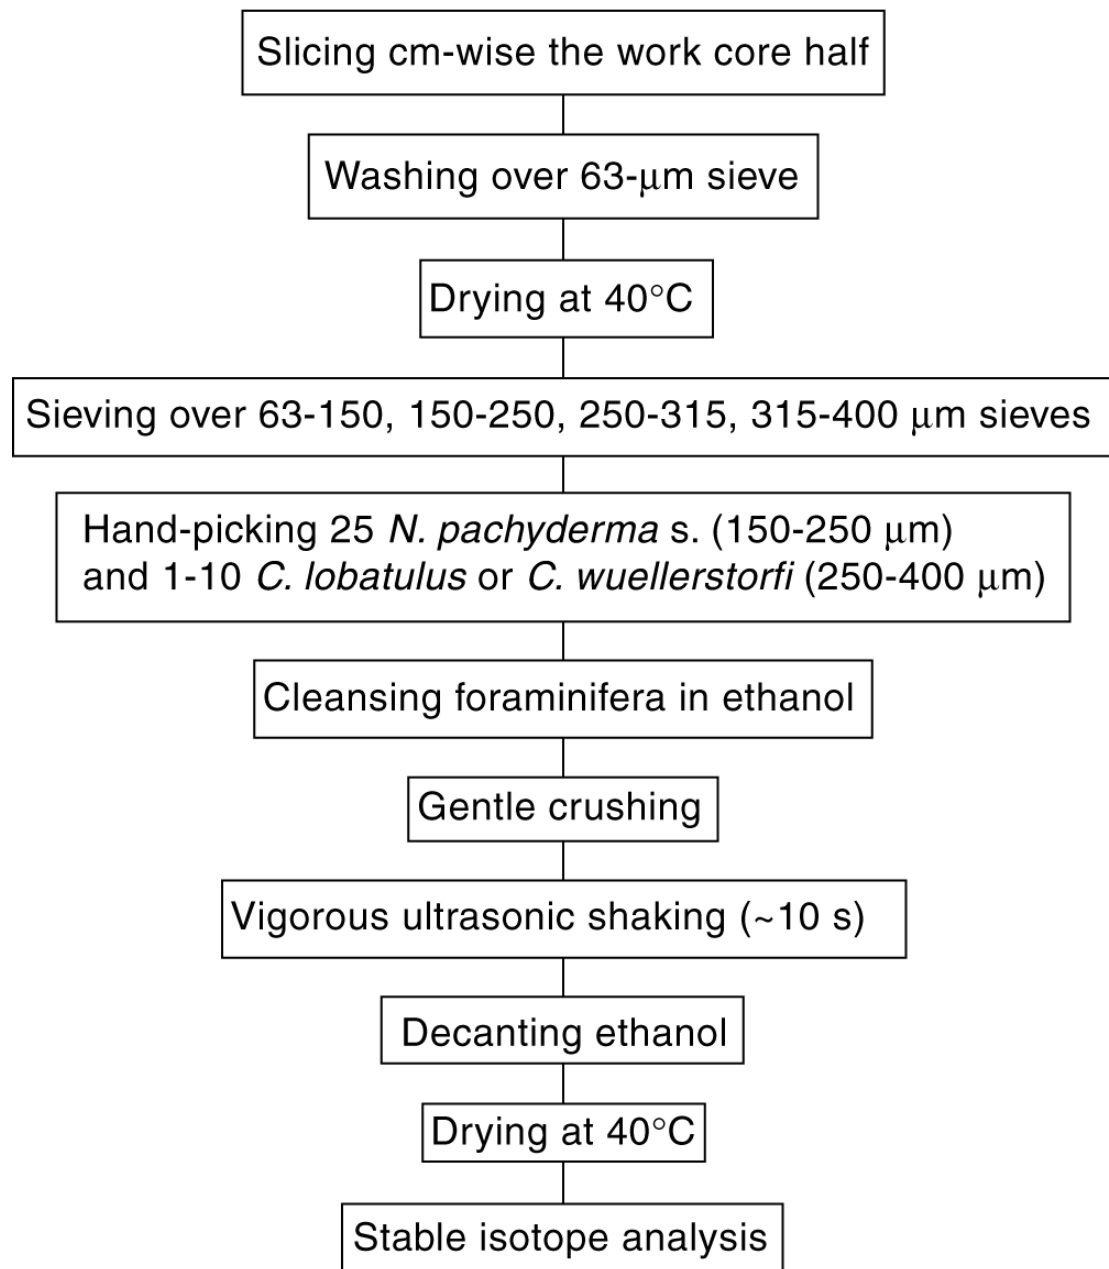 Slicing cm-wise the work core half
Washing over 63-μm sieve
Drying at 40°C
Sieving over 63-150, 150-250, 250-315, 315-400 μm sieves
Hand-picking 25 N. pachyderma s. (150-250 μm)
and 1-10 C. lobatulus or C. wuellerstorfi (250-400 μm)
Cleansing foraminifera in ethanol
Gentle crushing
Vigorous ultrasonic shaking (~10 s)
Decanting ethanol
Drying at 40°C
Stable isotope analysis